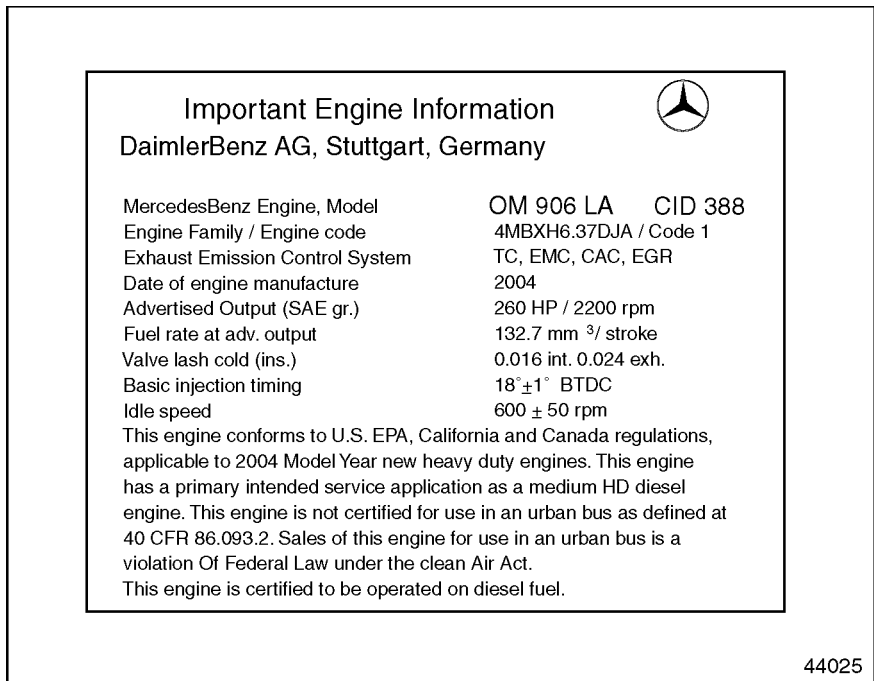 Important Engine Information
DaimlerBenz AG, Stuttgart, Germany
MercedesBenz Engine, Model OM 906 LA CID 388
Engine Family / Engine code 4MBXH6.37DJA / Code 1
Exhaust Emission Control System TC, EMC, CAC, EGR
Date of engine manufacture 2004
Advertised Output (SAE gr.) 260 HP / 2200 rpm
Fuel rate at adv. output 132.7 mm ³/ stroke
Valve lash cold (ins.) 0.016 int. 0.024 exh.
Basic injection timing 18°±1° BTDC
Idle speed 600 ± 50 rpm
This engine conforms to U.S. EPA, California and Canada regulations,
applicable to 2004 Model Year new heavy duty engines. This engine
has a primary intended service application as a medium HD diesel
engine. This engine is not certified for use in an urban bus as defined at
40 CFR 86.093.2. Sales of this engine for use in an urban bus is a
violation Of Federal Law under the clean Air Act.
This engine is certified to be operated on diesel fuel.
44025